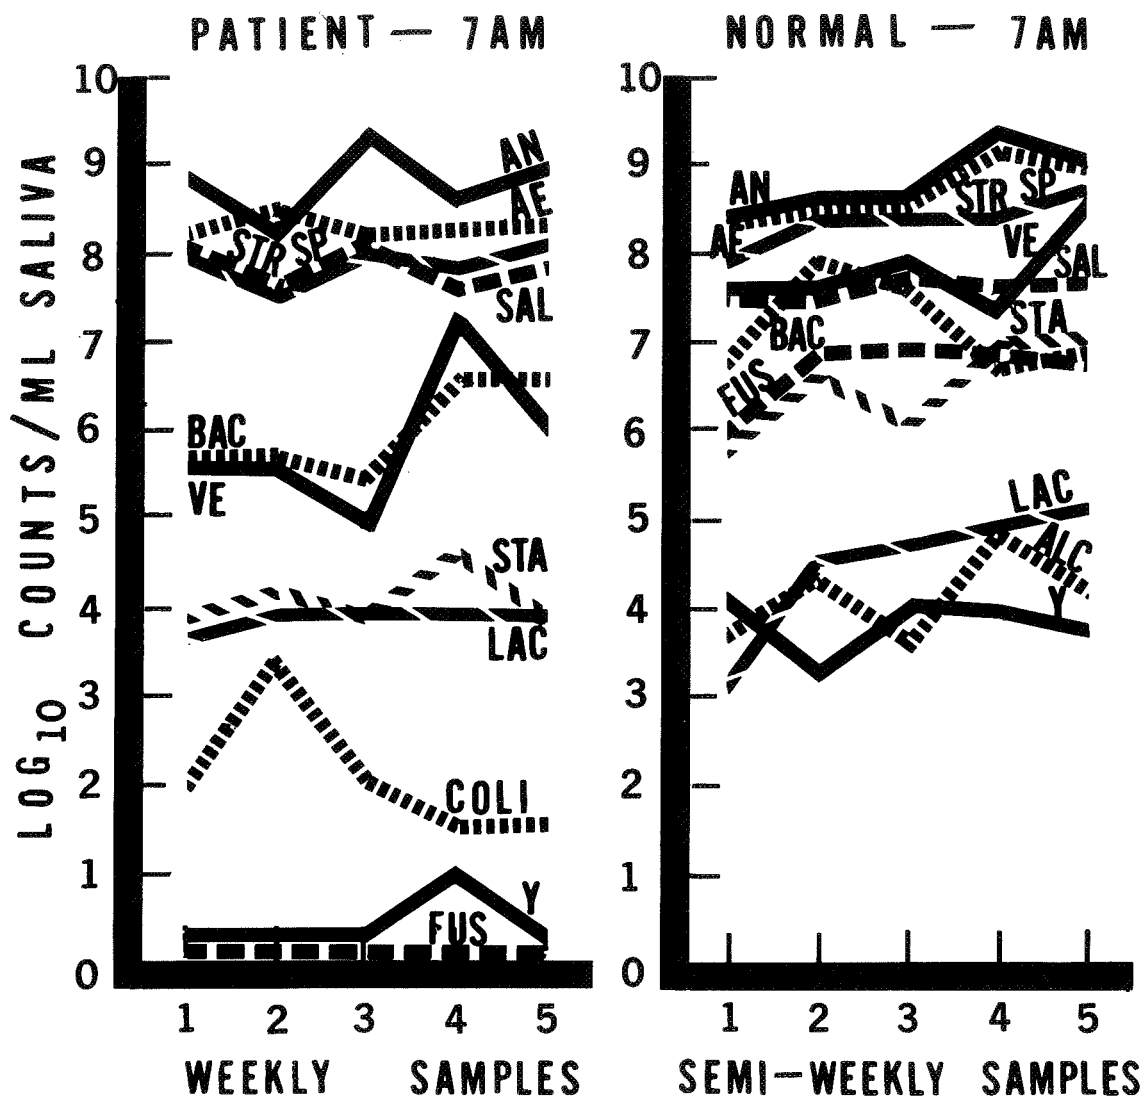 PATIENT — 7AM
NORMAL — 7AM
LOG10 COUNTS/ML SALIVA
10
9
8
7
6
5
4
3
2
1
0
AN
AE
STR SP
SAL
BAC
VE
STA
LAC
COLI
Y
FUS
1 2 3 4 5
WEEKLY SAMPLES
10
9
8
7
6
5
4
3
2
1
0
AN
STR SP
AE
VE
SAL
STA
BAC
FUS
LAC
ALC
Y
1 2 3 4 5
SEMI—WEEKLY SAMPLES